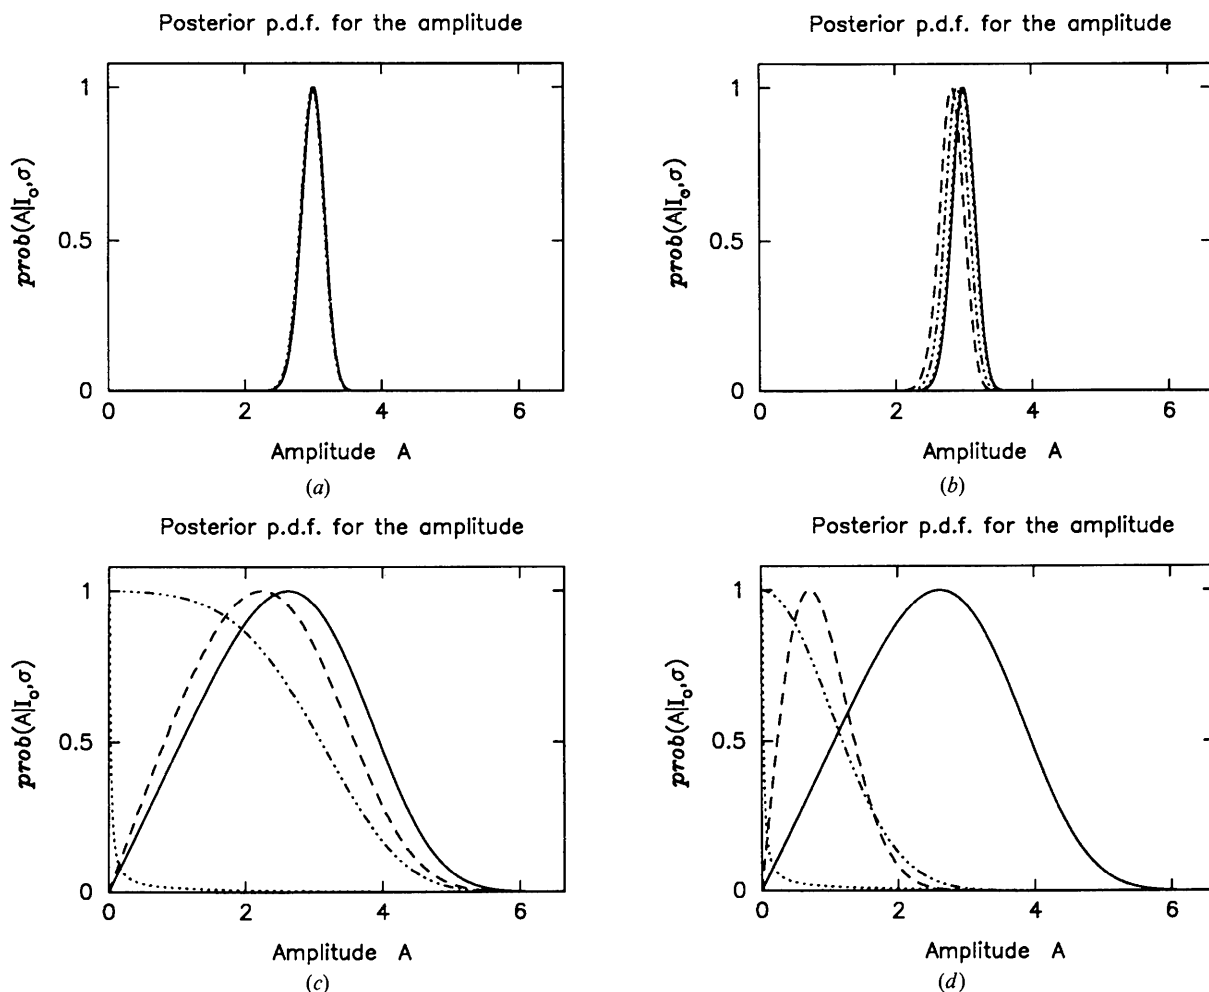 Posterior p.d.f. for the amplitude
prob(A|I₀,σ)
1
0.5
0
0 2 4 6
Amplitude A
(a)
Posterior p.d.f. for the amplitude
prob(A|I₀,σ)
1
0.5
0
0 2 4 6
Amplitude A
(b)
Posterior p.d.f. for the amplitude
prob(A|I₀,σ)
1
0.5
0
0 2 4 6
Amplitude A
(c)
Posterior p.d.f. for the amplitude
prob(A|I₀,σ)
1
0.5
0
0 2 4 6
Amplitude A
(d)